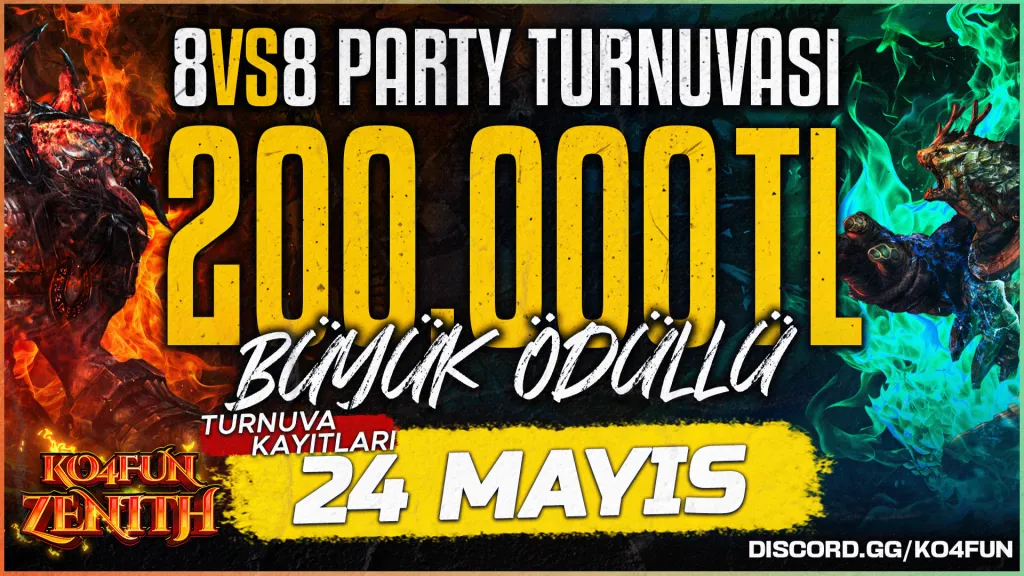 8VS8 PARTY TURNUVASI
200.000TL
BÜYÜK ÖDÜLLÜ
TURNUVA
KAYITLARI
24 MAYIS
KO4FUN
ZENITH
DISCORD.GG/KO4FUN